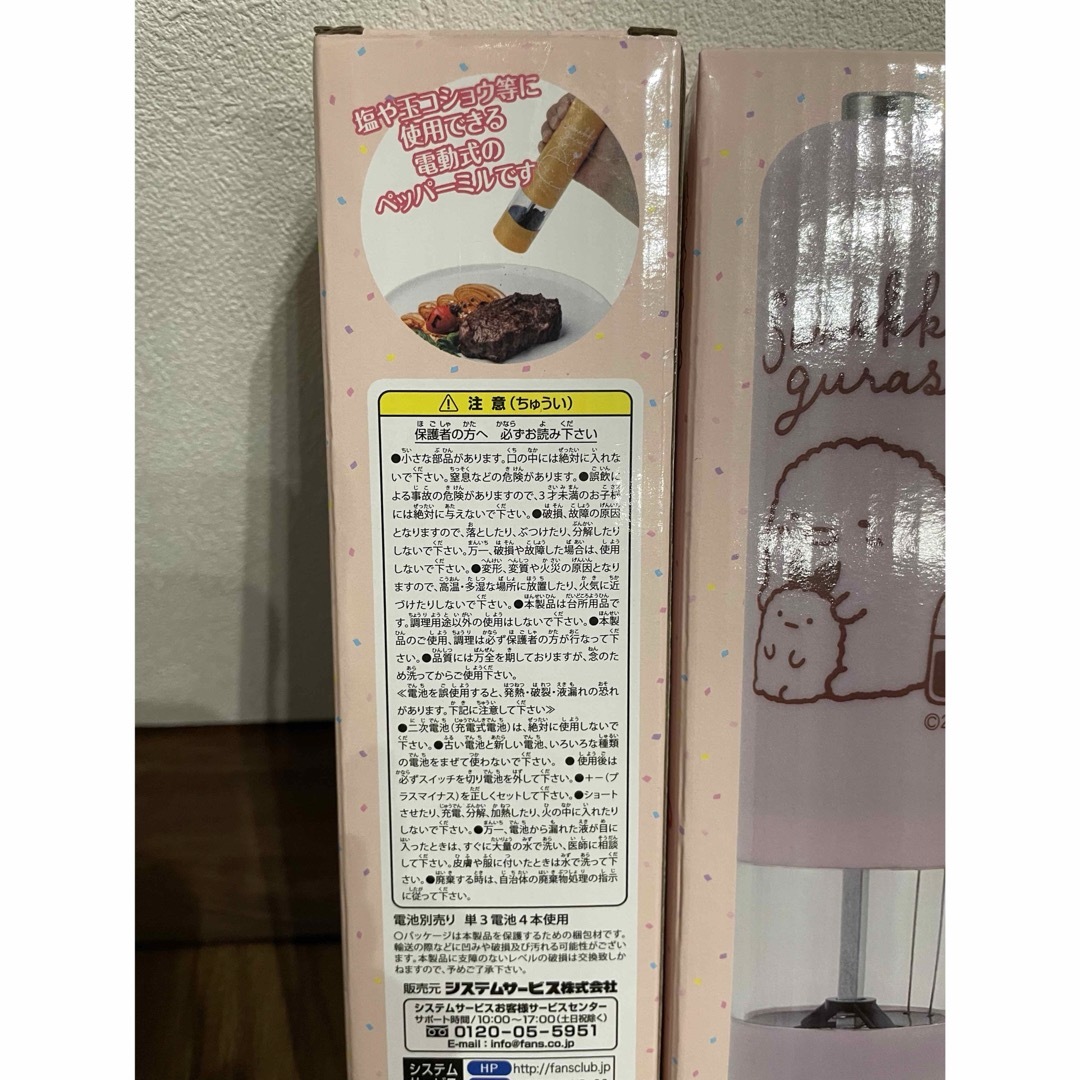 塩や玉コショウ等に
使用できる
電動式の
ペッパーミルです
注意(ちゅうい)
保護者の方へ 必ずお読み下さい
●小さな部品があります。口の中には絶対に入れな
いで下さい。窒息などの危険があります。●誤飲に
よる事故の危険がありますので、3才未満のお子様
には絶対に与えないで下さい。●破損、故障の原因
となりますので、落としたり、ぶつけたり、分解したり
しないで下さい。万一、破損や故障した場合は、使用
しないで下さい。●変形、変質や火災の原因となり
ますので、高温・多湿な場所に放置したり、火気に近
づけたりしないで下さい。●本製品は台所用品で
す。調理用途以外の使用はしないで下さい。●本製
品のご使用、調理は必ず保護者の方が行なって下
さい。●品質には万全を期しておりますが、念のた
め洗ってからご使用下さい。
≪電池を誤使用すると、発熱・破裂・液漏れの恐れ
があります。下記に注意して下さい≫
●二次電池(充電式電池)は、絶対に使用しないで
下さい。●古い電池と新しい電池、いろいろな種類
の電池をまぜて使わないで下さい。●使用後は
必ずスイッチを切り電池を外して下さい。●+-(プ
ラスマイナス)を正しくセットして下さい。●ショート
させたり、充電、分解、加熱したり、火の中に入れたり
しないで下さい。●万一、電池から漏れた液が目に
入ったときは、すぐに大量の水で洗い、医師に相談
して下さい。皮膚や服に付いたときは水で洗って下
さい。●廃棄する時は、自治体の廃棄物処理の指示
に従って下さい。
電池別売り 単3電池4本使用
○パッケージは本製品を保護するための梱包材です。
輸送の際などに凹みや破損及び汚れる可能性がござい
ます。本製品に支障のないレベルの破損は交換致しか
ねますので、予めご了承下さい。
販売元 システムサービス株式会社
システムサービスお客様サービスセンター
サポート時間/10:00〜17:00(土日祝除く)
0120-05-5951
E-mail:info@fans.co.jp
システム
HP http://fansclub.jp
Sumikk
guras
©2